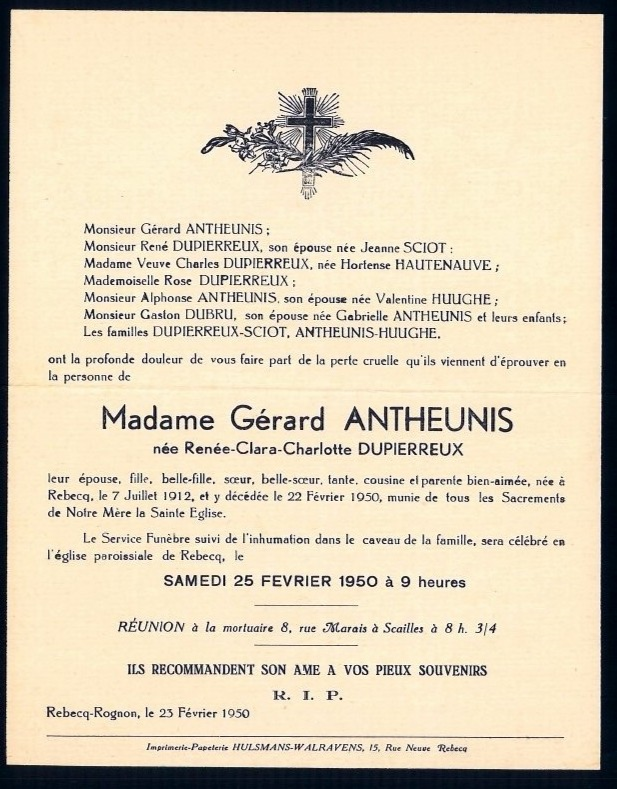 Monsieur Gérard ANTHEUNIS ;
Monsieur René DUPIERREUX, son épouse née Jeanne SCIOT :
Madame Veuve Charles DUPIERREUX, née Hortense HAUTENAUVE ;
Mademoiselle Rose DUPIERREUX ;
Monsieur Alphonse ANTHEUNIS, son épouse née Valentine HUUGHE ;
Monsieur Gaston DUBRU, son épouse née Gabrielle ANTHEUNIS et leurs enfants ;
Les familles DUPIERREUX-SCIOT, ANTHEUNIS-HUUGHE,
ont la profonde douleur de vous faire part de la perte cruelle qu'ils viennent d'éprouver en
la personne de
Madame Gérard ANTHEUNIS
née Renée-Clara-Charlotte DUPIERREUX
leur épouse, fille, belle-fille, sœur, belle-sœur, tante, cousine et parente bien-aimée, née à
Rebecq, le 7 Juillet 1912, et y décédée le 22 Février 1950, munie de tous les Sacrements
de Notre Mère la Sainte Eglise.
Le Service Funèbre suivi de l'inhumation dans le caveau de la famille, sera célébré en
l'église paroissiale de Rebecq, le
SAMEDI 25 FEVRIER 1950 à 9 heures
RÉUNION à la mortuaire 8, rue Marais à Scailles à 8 h. 3/4
ILS RECOMMANDENT SON AME A VOS PIEUX SOUVENIRS
R. I. P.
Rebecq-Rognon, le 23 Février 1950
Imprimerie-Papeterie HULSMANS-WALRAVENS, 15, Rue Neuve Rebecq